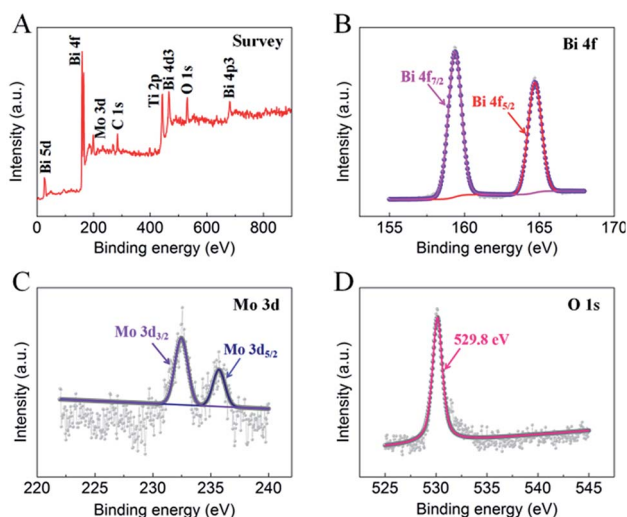 A
Survey
Intensity (a.u.)
Bi 5d
Bi 4f
Mo 3d
C 1s
Ti 2p
Bi 4d3
O 1s
Bi 4p3
0 200 400 600 800
Binding energy (eV)
B
Bi 4f
Intensity (a.u.)
Bi 4f7/2
Bi 4f5/2
155 160 165 170
Binding energy (eV)
C
Mo 3d
Intensity (a.u.)
Mo 3d3/2
Mo 3d5/2
220 225 230 235 240
Binding energy (eV)
D
O 1s
Intensity (a.u.)
529.8 eV
525 530 535 540 545
Binding energy (eV)